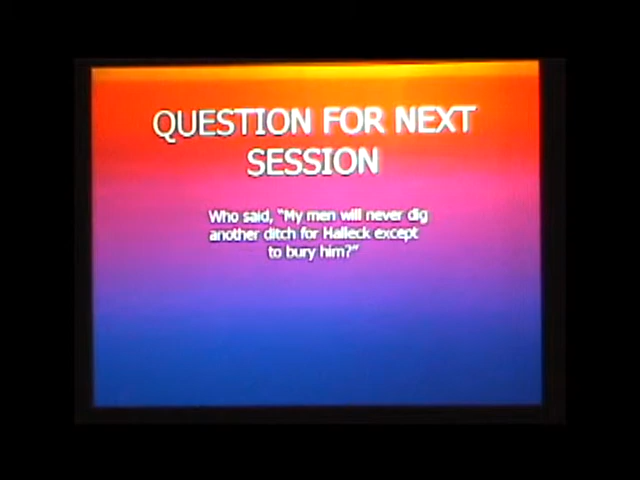 QUESTION FOR NEXT
SESSION
Who said, “My men will never dig
another ditch for Halleck except
to bury him?”